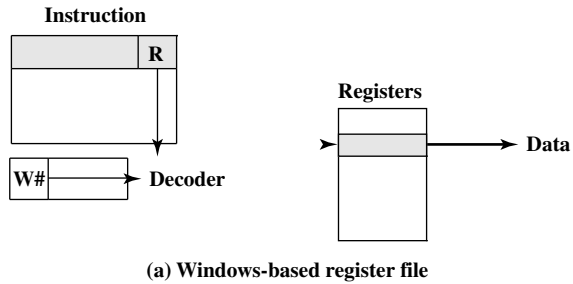 Instruction
R
Registers
Data
W#
Decoder
(a) Windows-based register file